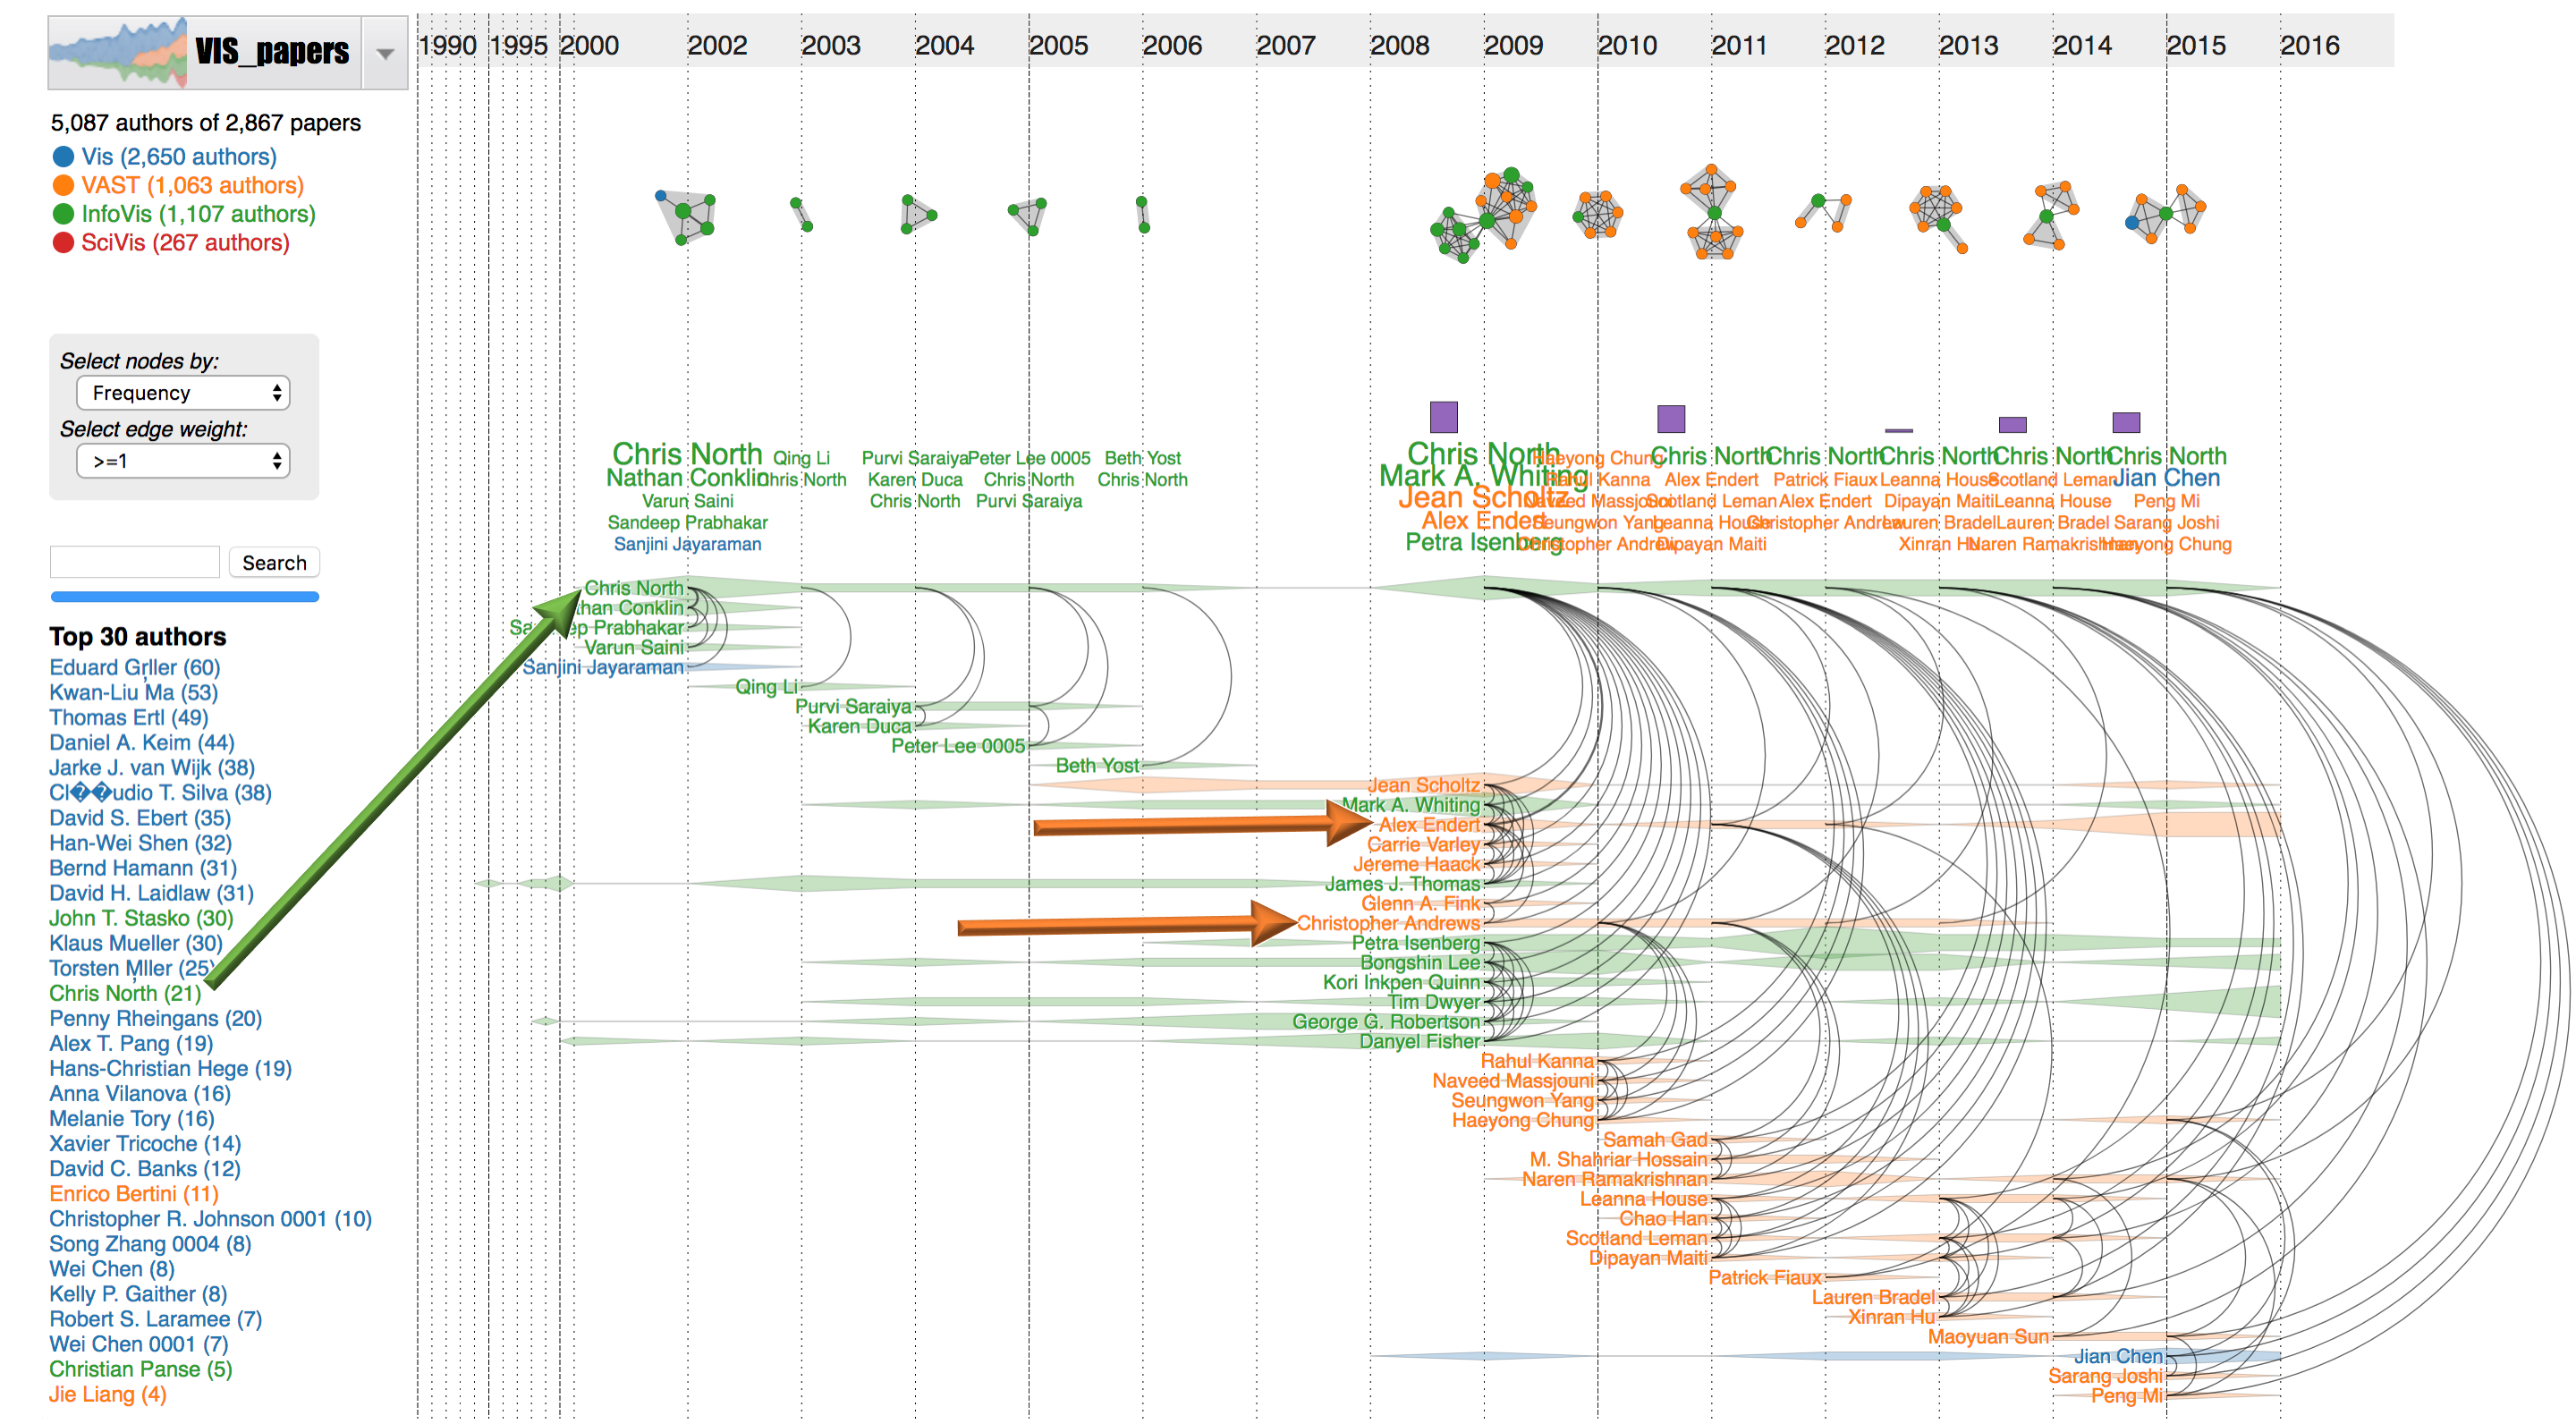 VIS_papers
1990 1995 2000 2002 2003 2004 2005 2006 2007 2008 2009 2010 2011 2012 2013 2014 2015 2016
5,087 authors of 2,867 papers
Vis (2,650 authors)
VAST (1,063 authors)
InfoVis (1,107 authors)
SciVis (267 authors)
Select nodes by:
Frequency
Select edge weight:
>=1
Search
Top 30 authors
Eduard Grļler (60)
Kwan-Liu Ma (53)
Thomas Ertl (49)
Daniel A. Keim (44)
Jarke J. van Wijk (38)
Cl��udio T. Silva (38)
David S. Ebert (35)
Han-Wei Shen (32)
Bernd Hamann (31)
David H. Laidlaw (31)
John T. Stasko (30)
Klaus Mueller (30)
Torsten Mļller (25)
Chris North (21)
Penny Rheingans (20)
Alex T. Pang (19)
Hans-Christian Hege (19)
Anna Vilanova (16)
Melanie Tory (16)
Xavier Tricoche (14)
David C. Banks (12)
Enrico Bertini (11)
Christopher R. Johnson 0001 (10)
Song Zhang 0004 (8)
Wei Chen (8)
Kelly P. Gaither (8)
Robert S. Laramee (7)
Wei Chen 0001 (7)
Christian Panse (5)
Jie Liang (4)
Chris North
Nathan Conklin
Varun Saini
Sandeep Prabhakar
Sanjini Jayaraman
Qing Li
Chris North
Purvi Saraiya
Karen Duca
Chris North
Peter Lee 0005
Chris North
Purvi Saraiya
Beth Yost
Chris North
Chris North
Mark A. Whiting
Jean Scholtz
Alex Endert
Petra Isenberg
Haeyong Chung
Rahul Kanna
Naveed Massjouni
Seungwon Yang
Christopher Andrews
Chris North
Alex Endert
Scotland Leman
Leanna House
Dipayan Maiti
Chris North
Patrick Fiaux
Alex Endert
Christopher Andrews
Chris North
Leanna House
Dipayan Maiti
Lauren Bradel
Xinran Hu
Chris North
Scotland Leman
Leanna House
Lauren Bradel
Naren Ramakrishnan
Chris North
Jian Chen
Peng Mi
Sarang Joshi
Haeyong Chung
Chris North
than Conklin
Sa ep Prabhakar
Varun Saini
Sanjini Jayaraman
Qing Li
Purvi Saraiya
Karen Duca
Peter Lee 0005
Beth Yost
Jean Scholtz
Mark A. Whiting
Alex Endert
Carrie Varley
Jereme Haack
James J. Thomas
Glenn A. Fink
Christopher Andrews
Petra Isenberg
Bongshin Lee
Kori Inkpen Quinn
Tim Dwyer
George G. Robertson
Danyel Fisher
Rahul Kanna
Naveed Massjouni
Seungwon Yang
Haeyong Chung
Samah Gad
M. Shahriar Hossain
Naren Ramakrishnan
Leanna House
Chao Han
Scotland Leman
Dipayan Maiti
Patrick Fiaux
Lauren Bradel
Xinran Hu
Maoyuan Sun
Jian Chen
Sarang Joshi
Peng Mi